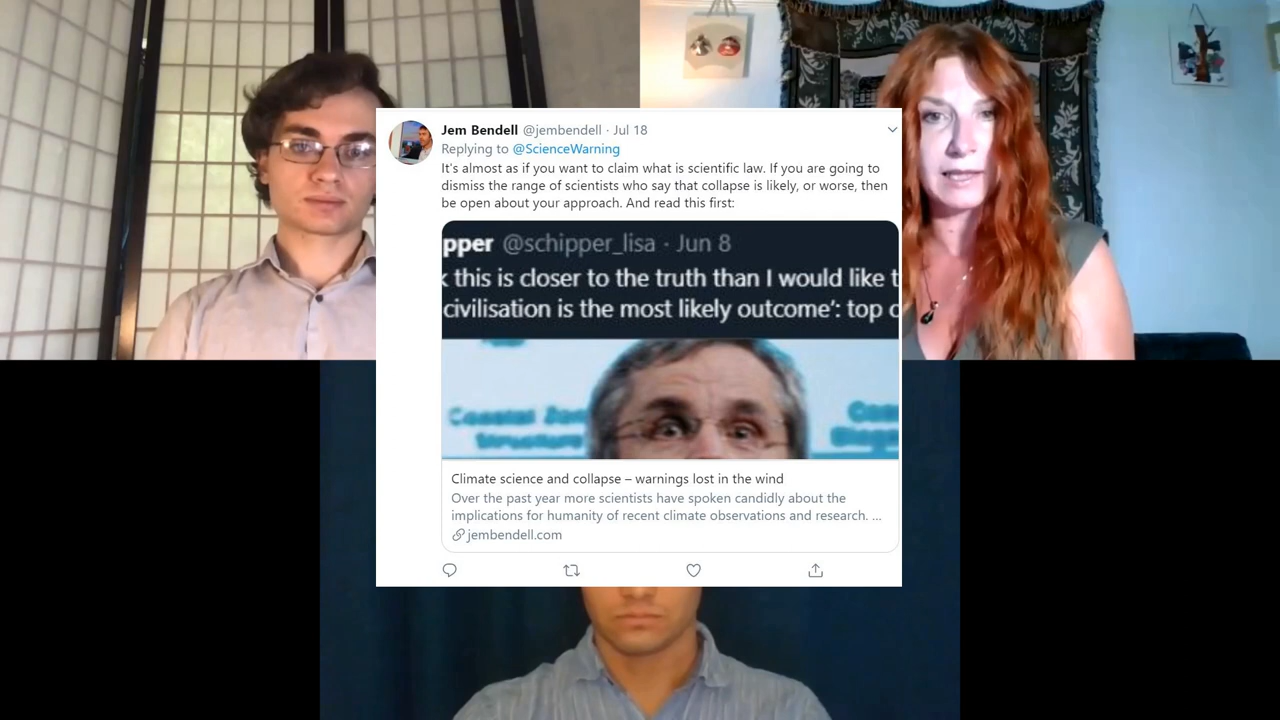 Jem Bendell @jembendell · Jul 18
Replying to @ScienceWarning
It's almost as if you want to claim what is scientific law. If you are going to
dismiss the range of scientists who say that collapse is likely, or worse, then
be open about your approach. And read this first:
pper @schipper_lisa · Jun 8
this is closer to the truth than I would like t
civilisation is the most likely outcome': top c
Coastal Zone
Structure
Climate science and collapse – warnings lost in the wind
Over the past year more scientists have spoken candidly about the
implications for humanity of recent climate observations and research. ...
jembendell.com